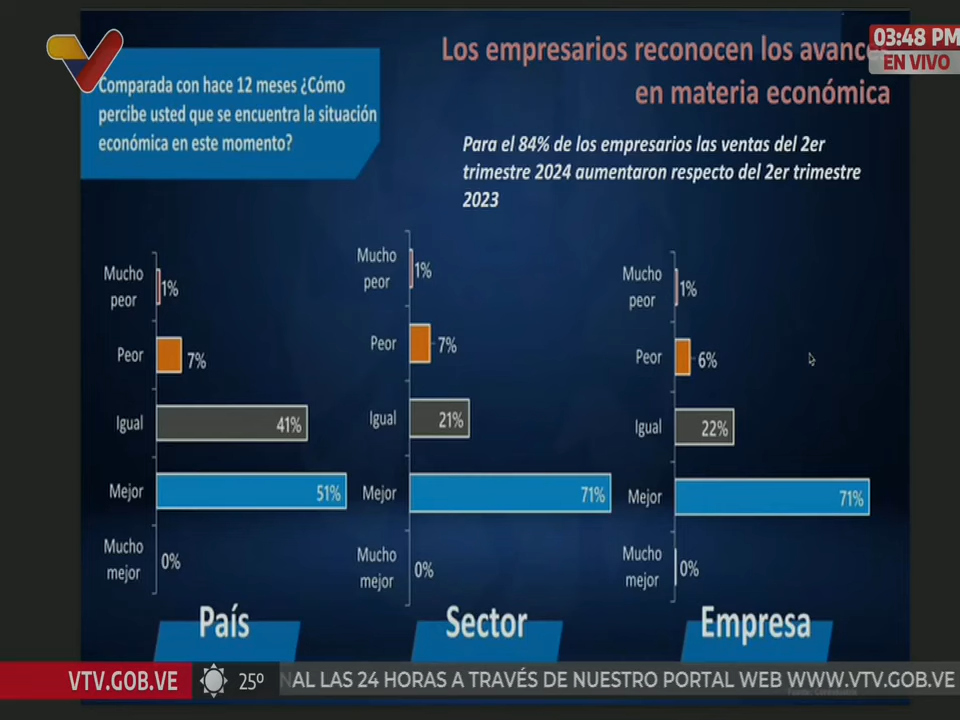 03:48 PM
EN VIVO
Los empresarios reconocen los
en materia económica
Comparada con hace 12 meses ¿Cómo
percibe usted que se encuentra la situación
económica en este momento?
Para el 84% de los empresarios las ventas del 2er
trimestre 2024 aumentaron respecto del 2er trimestre
2023
Mucho
peor
1%
Peor
7%
Igual
41%
Mejor
51%
Mucho
mejor
0%
País
Mucho
peor
1%
Peor
7%
Igual
21%
Mejor
71%
Mucho
mejor
0%
Sector
Mucho
peor
1%
Peor
6%
Igual
22%
Mejor
71%
Mucho
mejor
0%
Empresa
VTV.GOB.VE
25º
NAL LAS 24 HORAS A TRAVÉS DE NUESTRO PORTAL WEB WWW.VTV.GOB.VE